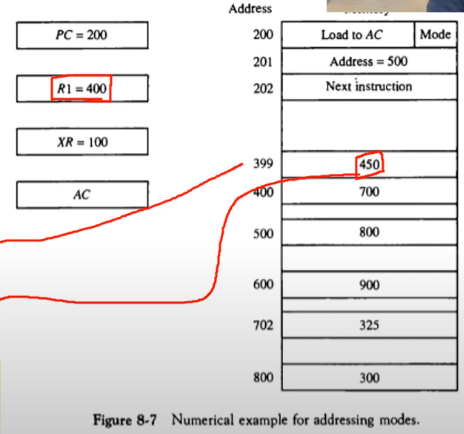 Address
PC = 200
200 Load to AC Mode
201 Address = 500
R1 = 400
202 Next instruction
XR = 100
399 450
AC
400 700
500 800
600 900
702 325
800 300
Figure 8-7 Numerical example for addressing modes.